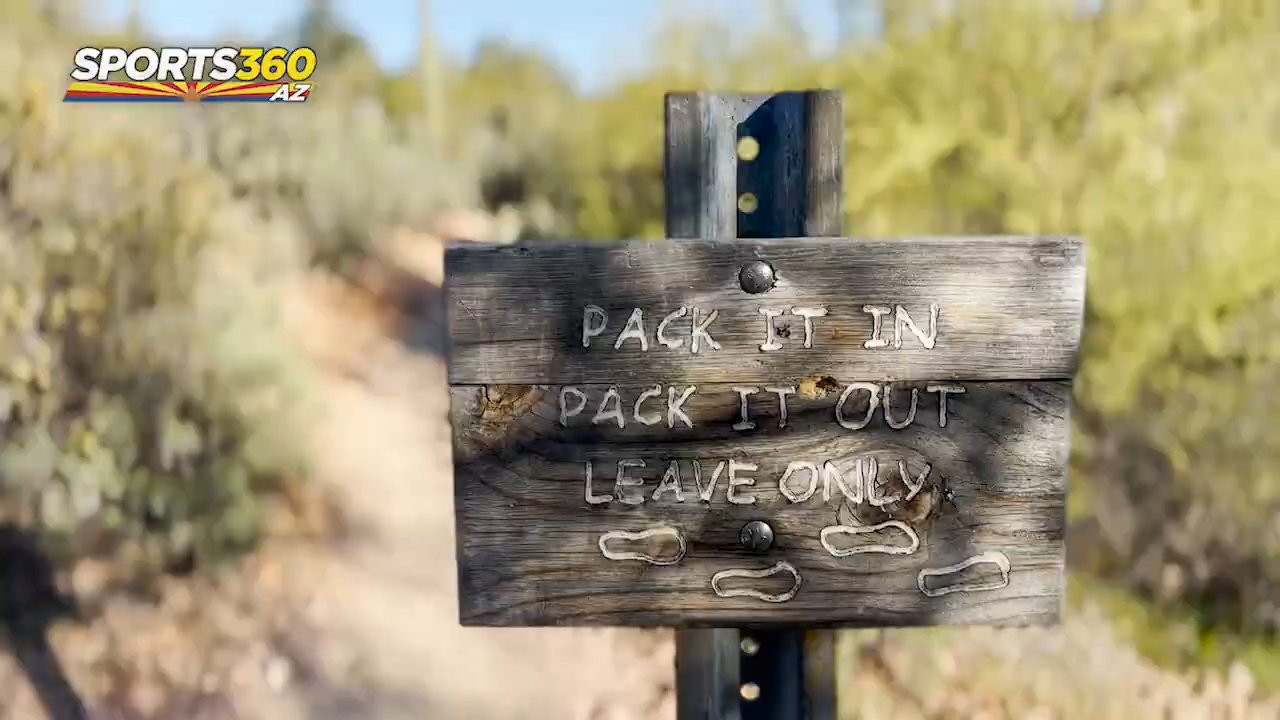 SPORTS360
AZ
PACK IT IN
PACK IT OUT
LEAVE ONLY